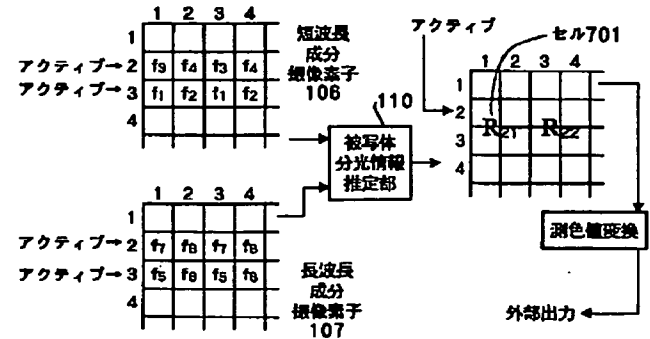 1 2 3 4
1
アクティブ→ 2 f3 f4 f3 f4
アクティブ→ 3 f1 f2 f1 f2
4
短波長
成分
撮像素子
106
1 2 3 4
1
アクティブ→ 2 f7 f8 f7 f8
アクティブ→ 3 f5 f6 f5 f6
4
長波長
成分
撮像素子
107
110
被写体
分光情報
推定部
アクティブ
セル701
1 2 3 4
1
2
3
4
R21 R22
測色値変換
外部出力